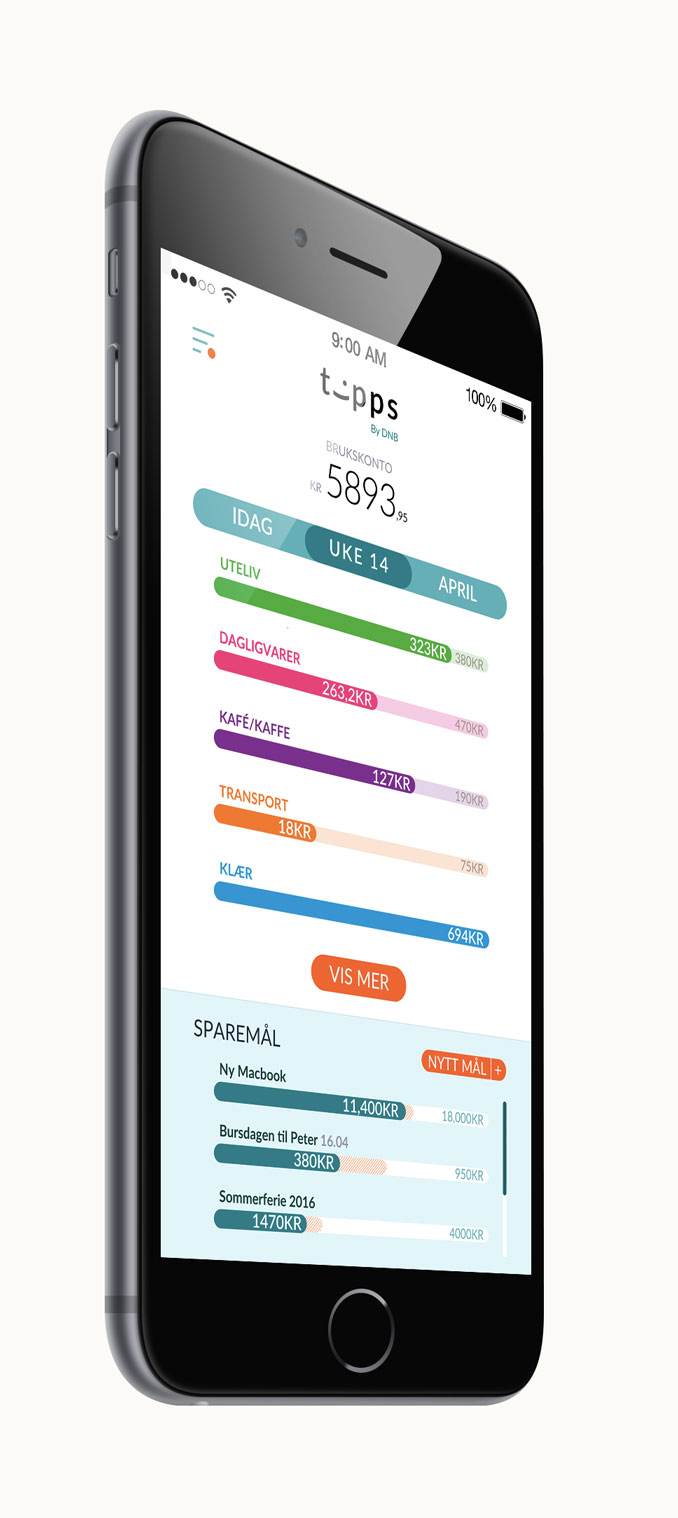 9:00 AM
100%
tipps
By DNB
BRUKSKONTO
KR 5893,95
IDAG UKE 14 APRIL
UTELIV
323KR 380KR
DAGLIGVARER
263,2KR 470KR
KAFÉ/KAFFE
127KR 190KR
TRANSPORT
18KR 75KR
KLÆR
694KR
VIS MER
SPAREMÅL
NYTT MÅL +
Ny Macbook
11,400KR 18,000KR
Bursdagen til Peter 16.04
380KR 950KR
Sommerferie 2016
1470KR 4000KR